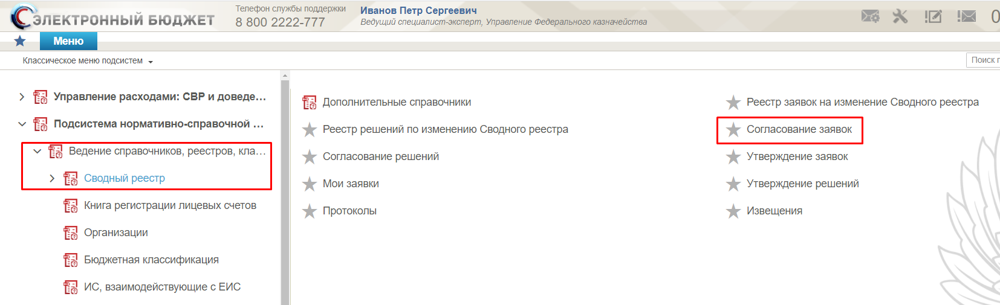 ЭЛЕКТРОННЫЙ БЮДЖЕТ
Телефон службы поддержки
8 800 2222-777
Иванов Петр Сергеевич
Ведущий специалист-эксперт, Управление Федерального казначейства
0
Меню
Классическое меню подсистем
Поиск п
Управление расходами: СВР и доведе…
Подсистема нормативно-справочной …
Ведение справочников, реестров, кла…
Сводный реестр
Книга регистрации лицевых счетов
Организации
Бюджетная классификация
ИС, взаимодействующие с ЕИС
Дополнительные справочники
Реестр решений по изменению Сводного реестра
Согласование решений
Мои заявки
Протоколы
Реестр заявок на изменение Сводного реестра
Согласование заявок
Утверждение заявок
Утверждение решений
Извещения